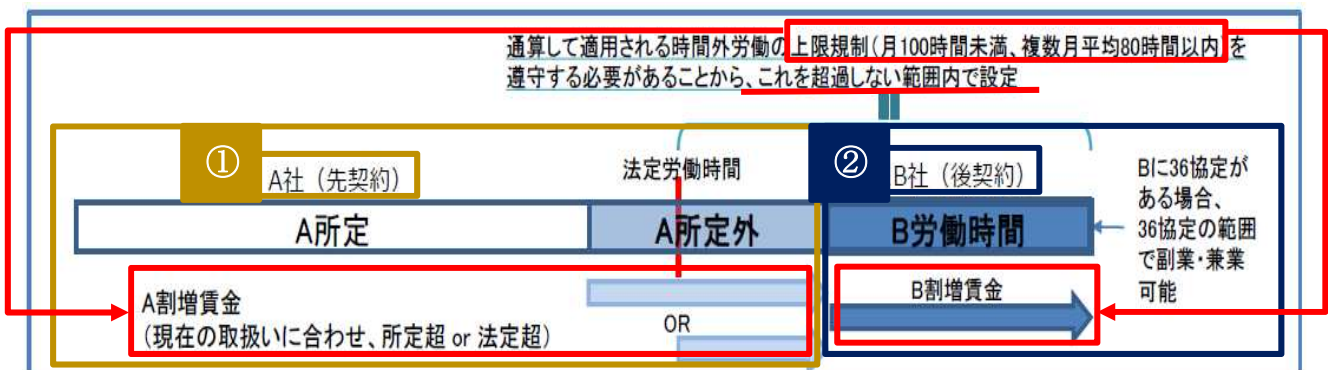 通算して適用される時間外労働の上限規制(月100時間未満、複数月平均80時間以内)を
遵守する必要があることから、これを超過しない範囲内で設定
①
A社（先契約）
法定労働時間
②
B社（後契約）
Bに36協定が
ある場合、
36協定の範囲
で副業・兼業
可能
A所定
A所定外
B労働時間
A割増賃金
(現在の取扱いに合わせ、所定超 or 法定超)
OR
B割増賃金